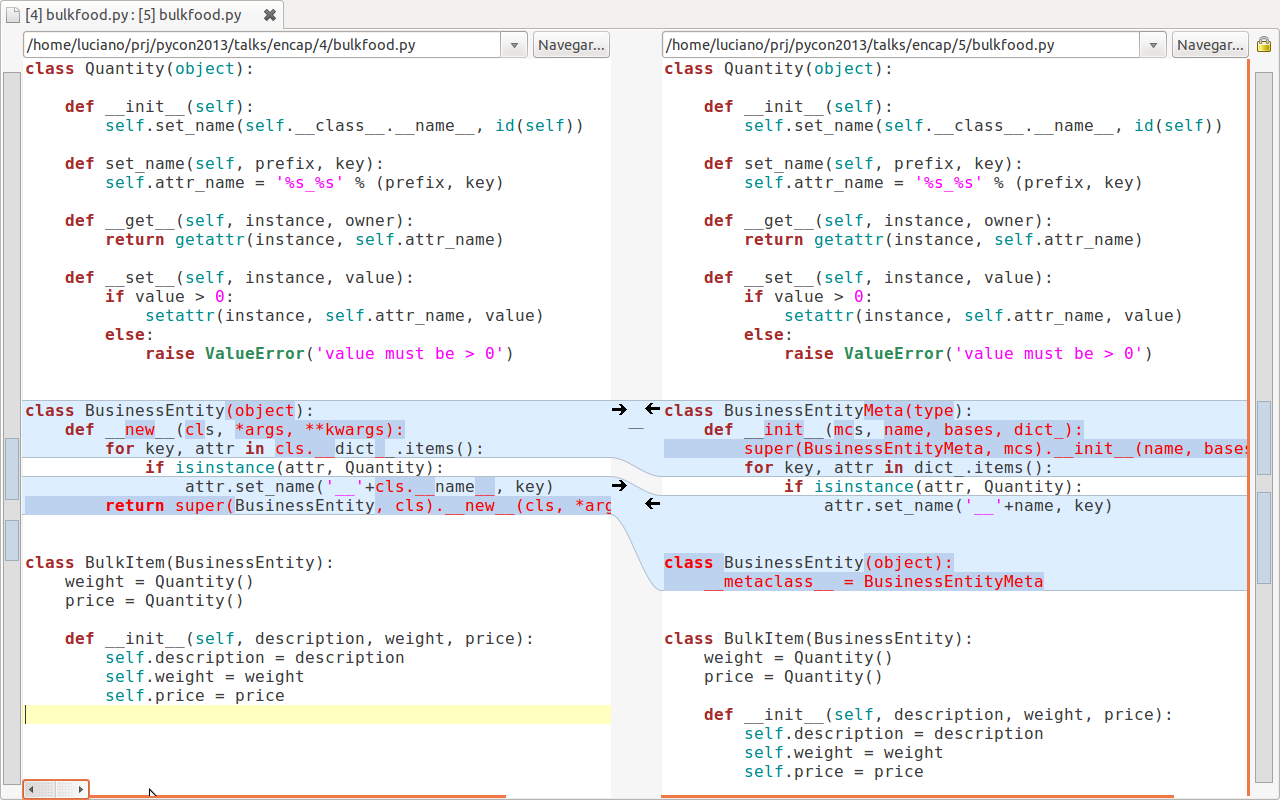 [4] bulkfood.py : [5] bulkfood.py
/home/luciano/prj/pycon2013/talks/encap/4/bulkfood.py
Navegar...
class Quantity(object):
    def __init__(self):
        self.set_name(self.__class__.__name__, id(self))
    def set_name(self, prefix, key):
        self.attr_name = '%s_%s' % (prefix, key)
    def __get__(self, instance, owner):
        return getattr(instance, self.attr_name)
    def __set__(self, instance, value):
        if value > 0:
            setattr(instance, self.attr_name, value)
        else:
            raise ValueError('value must be > 0')
class BusinessEntity(object):
    def __new__(cls, *args, **kwargs):
        for key, attr in cls.__dict__.items():
            if isinstance(attr, Quantity):
                attr.set_name('__'+cls.__name__, key)
        return super(BusinessEntity, cls).__new__(cls, *arg
class BulkItem(BusinessEntity):
    weight = Quantity()
    price = Quantity()
    def __init__(self, description, weight, price):
        self.description = description
        self.weight = weight
        self.price = price
/home/luciano/prj/pycon2013/talks/encap/5/bulkfood.py
Navegar...
class Quantity(object):
    def __init__(self):
        self.set_name(self.__class__.__name__, id(self))
    def set_name(self, prefix, key):
        self.attr_name = '%s_%s' % (prefix, key)
    def __get__(self, instance, owner):
        return getattr(instance, self.attr_name)
    def __set__(self, instance, value):
        if value > 0:
            setattr(instance, self.attr_name, value)
        else:
            raise ValueError('value must be > 0')
class BusinessEntityMeta(type):
    def __init__(mcs, name, bases, dict_):
        super(BusinessEntityMeta, mcs).__init__(name, bases
        for key, attr in dict_.items():
            if isinstance(attr, Quantity):
                attr.set_name('__'+name, key)
class BusinessEntity(object):
    __metaclass__ = BusinessEntityMeta
class BulkItem(BusinessEntity):
    weight = Quantity()
    price = Quantity()
    def __init__(self, description, weight, price):
        self.description = description
        self.weight = weight
        self.price = price